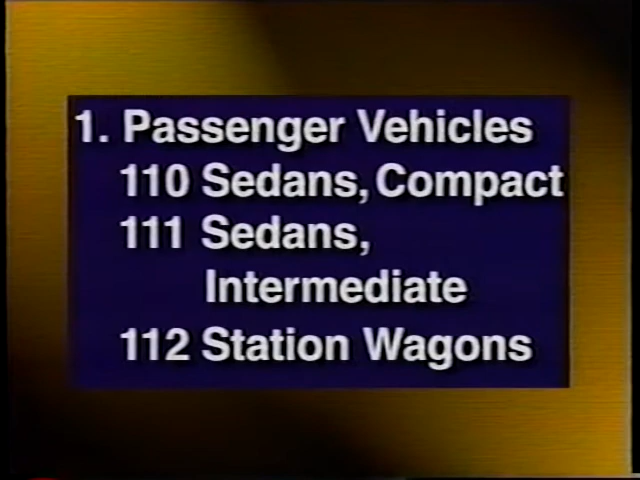 1. Passenger Vehicles
110 Sedans, Compact
111 Sedans,
Intermediate
112 Station Wagons